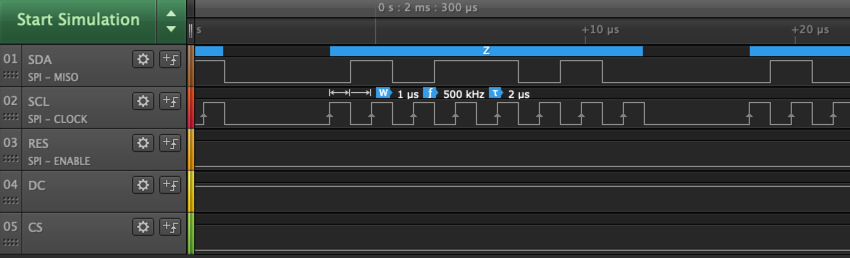 Start Simulation
0 s : 2 ms : 300 µs
s
+10 µs
+20 µs
01 SDA
SPI - MISO
Z
02 SCL
SPI - CLOCK
W 1 µs f 500 kHz τ 2 µs
03 RES
SPI - ENABLE
04 DC
05 CS